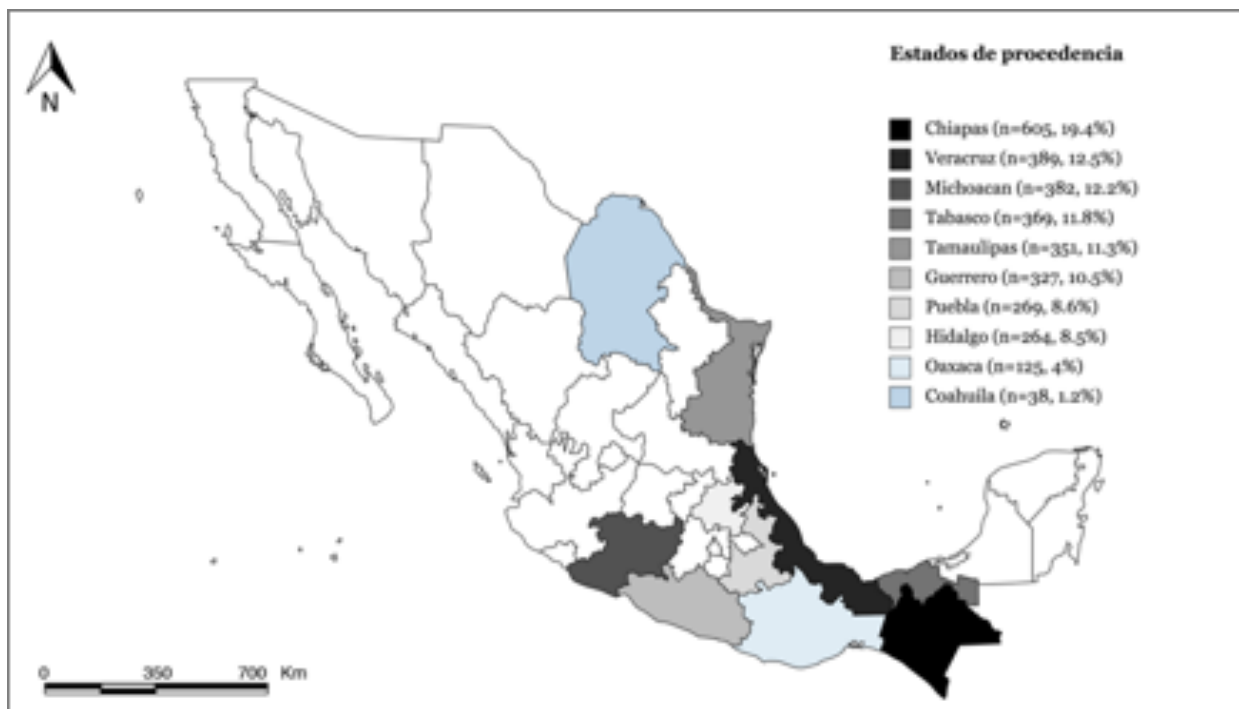 Estados de procedencia
N
Chiapas (n=605, 19.4%)
Veracruz (n=389, 12.5%)
Michoacan (n=382, 12.2%)
Tabasco (n=369, 11.8%)
Tamaulipas (n=351, 11.3%)
Guerrero (n=327, 10.5%)
Puebla (n=269, 8.6%)
Hidalgo (n=264, 8.5%)
Oaxaca (n=125, 4%)
Coahuila (n=38, 1.2%)
0 350 700 Km